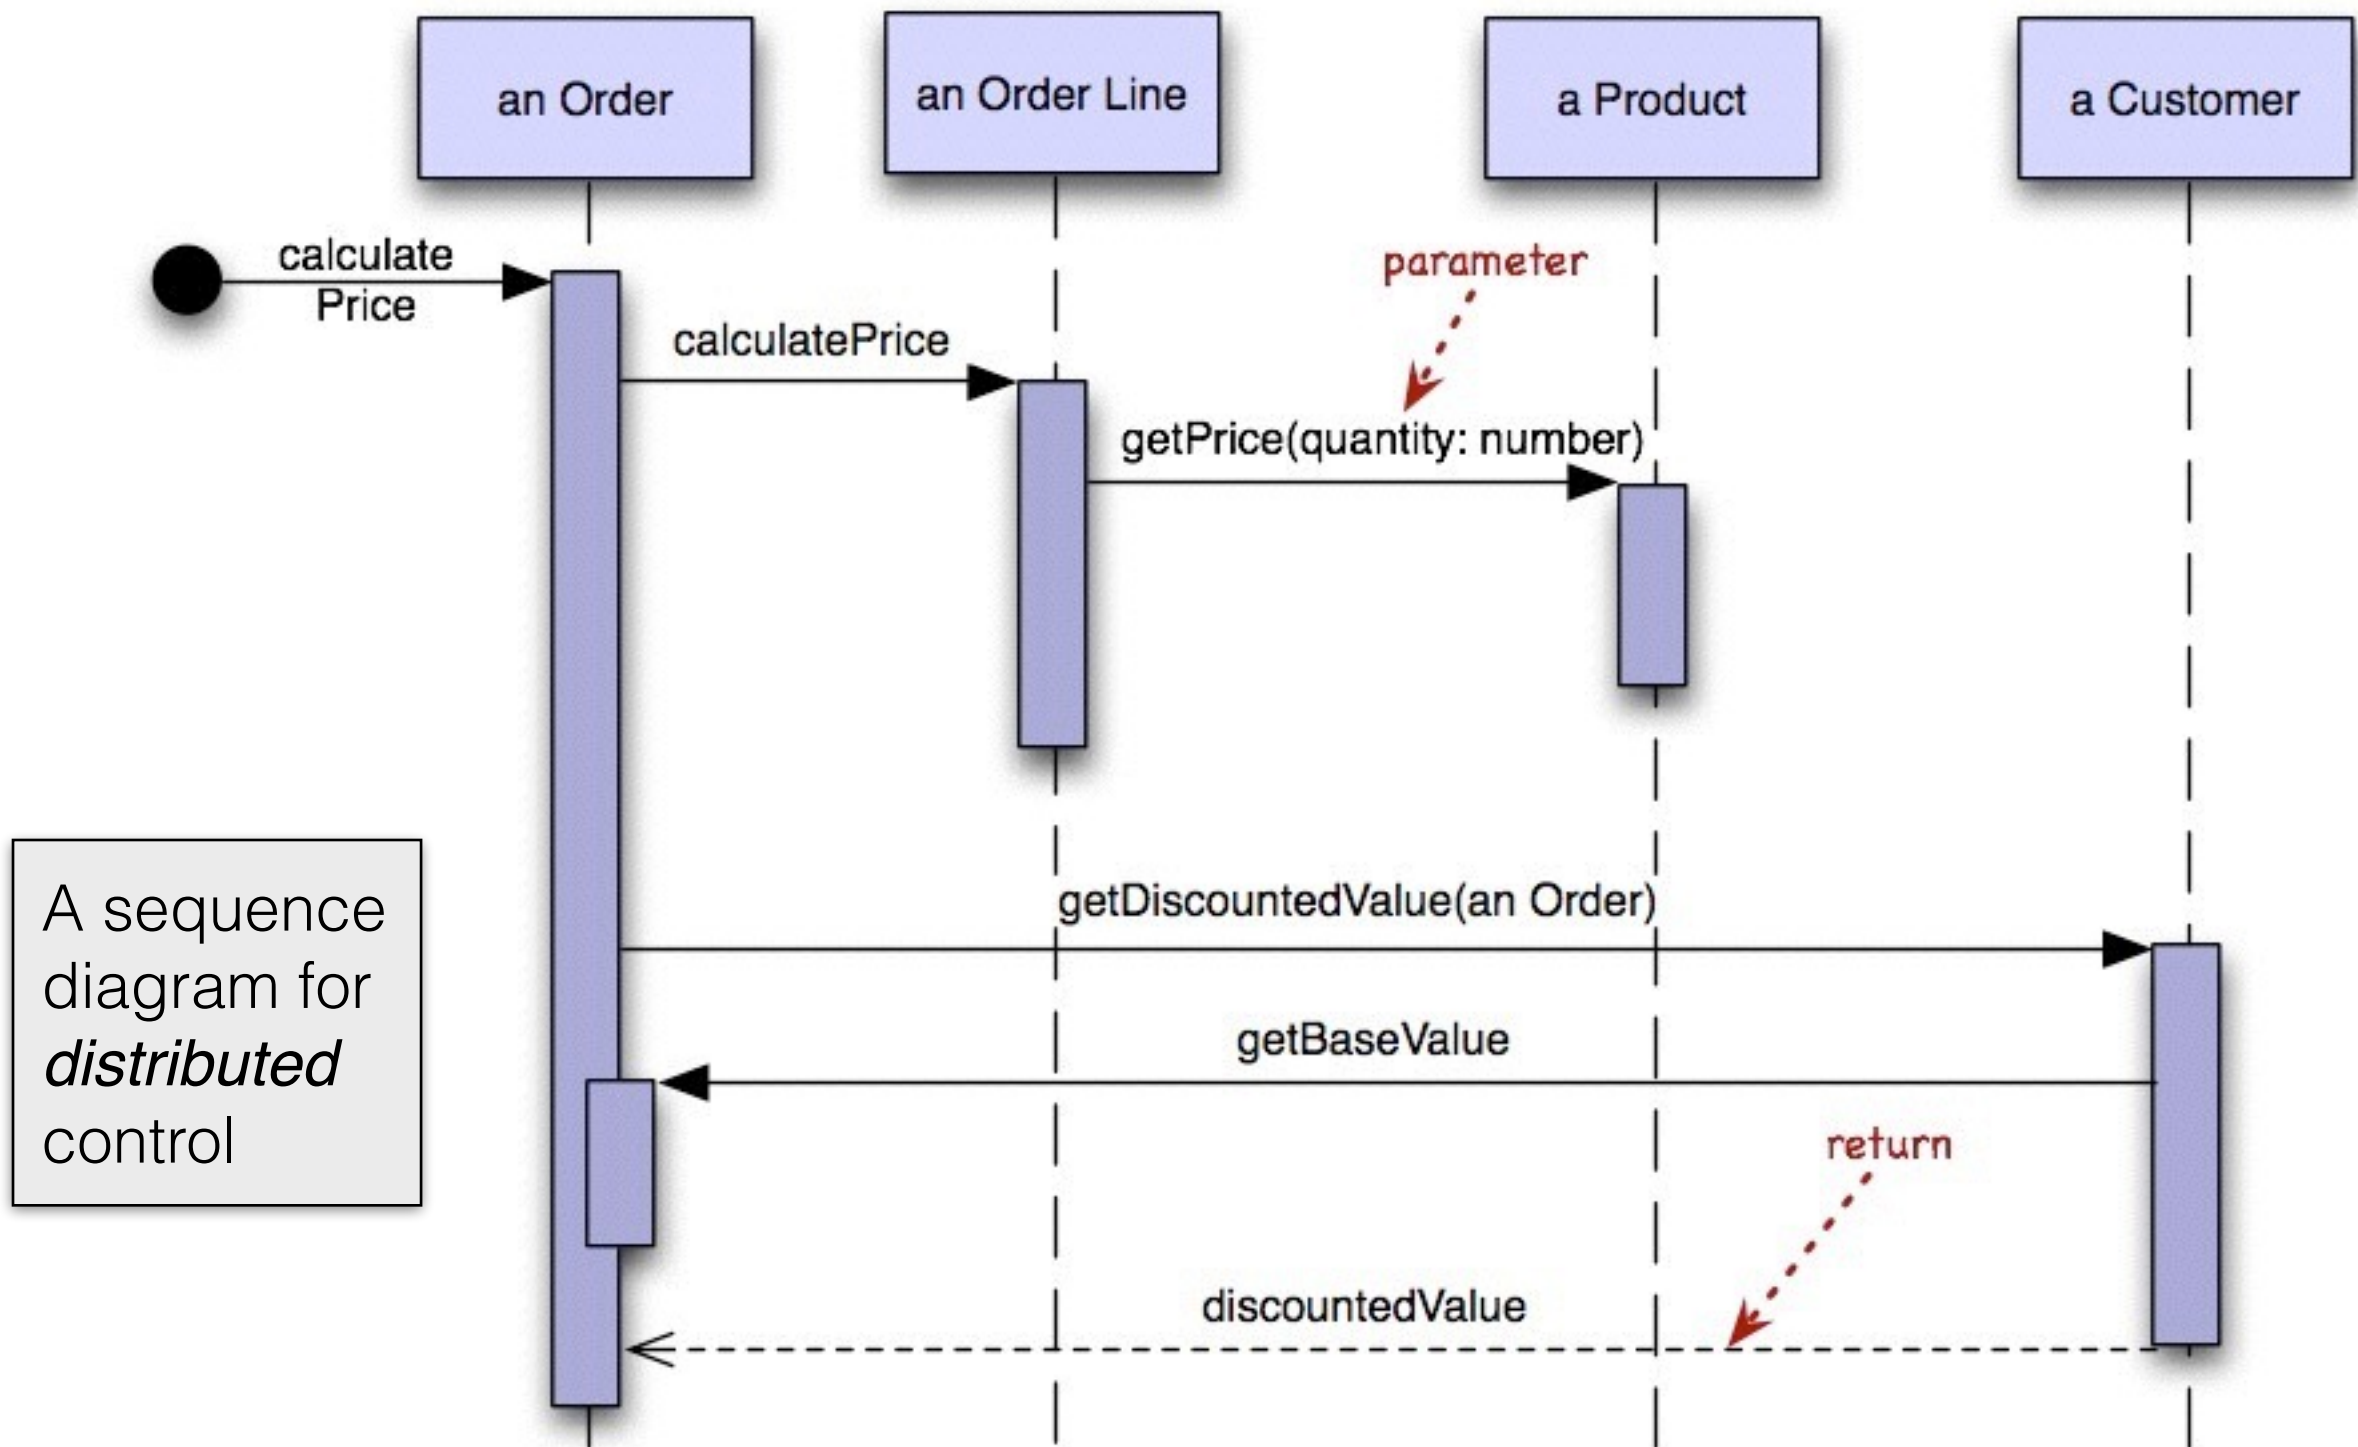 an Order
an Order Line
a Product
a Customer
calculate
Price
parameter
calculatePrice
getPrice(quantity: number)
getDiscountedValue(an Order)
A sequence
diagram for
distributed
control
getBaseValue
return
discountedValue